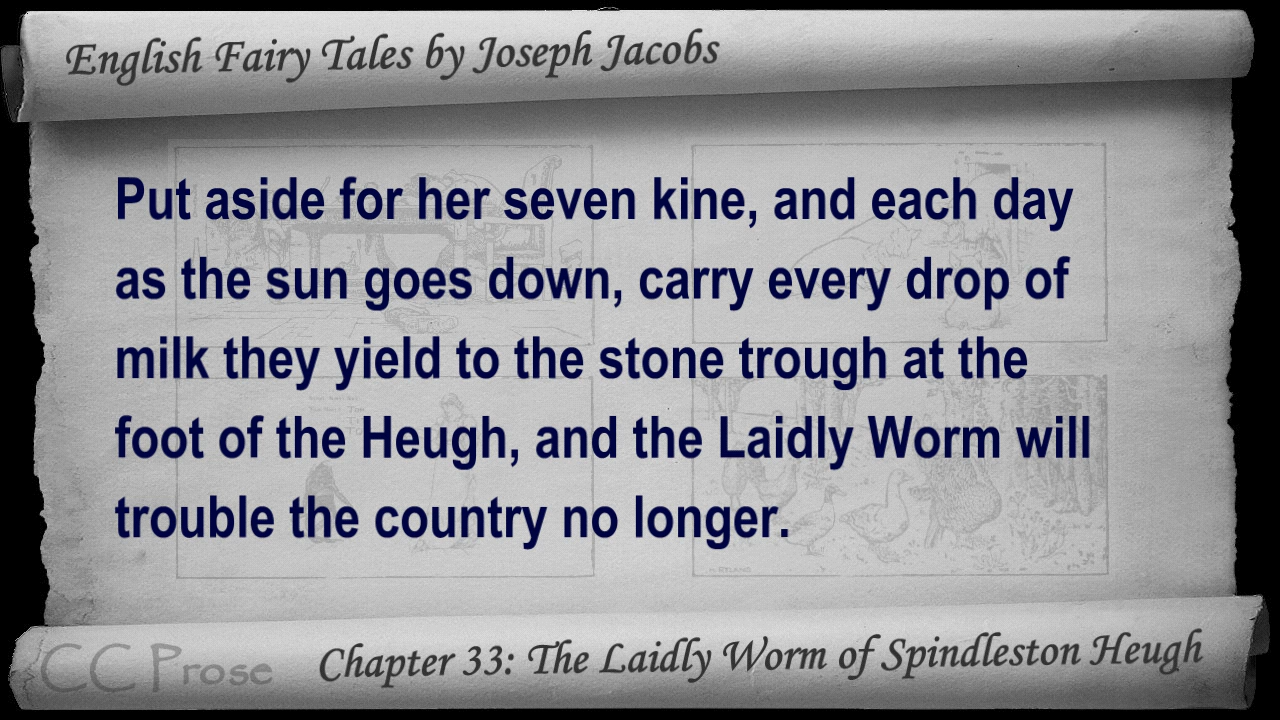 English Fairy Tales by Joseph Jacobs
Put aside for her seven kine, and each day
as the sun goes down, carry every drop of
milk they yield to the stone trough at the
foot of the Heugh, and the Laidly Worm will
trouble the country no longer.
CC Prose
Chapter 33: The Laidly Worm of Spindleston Heugh